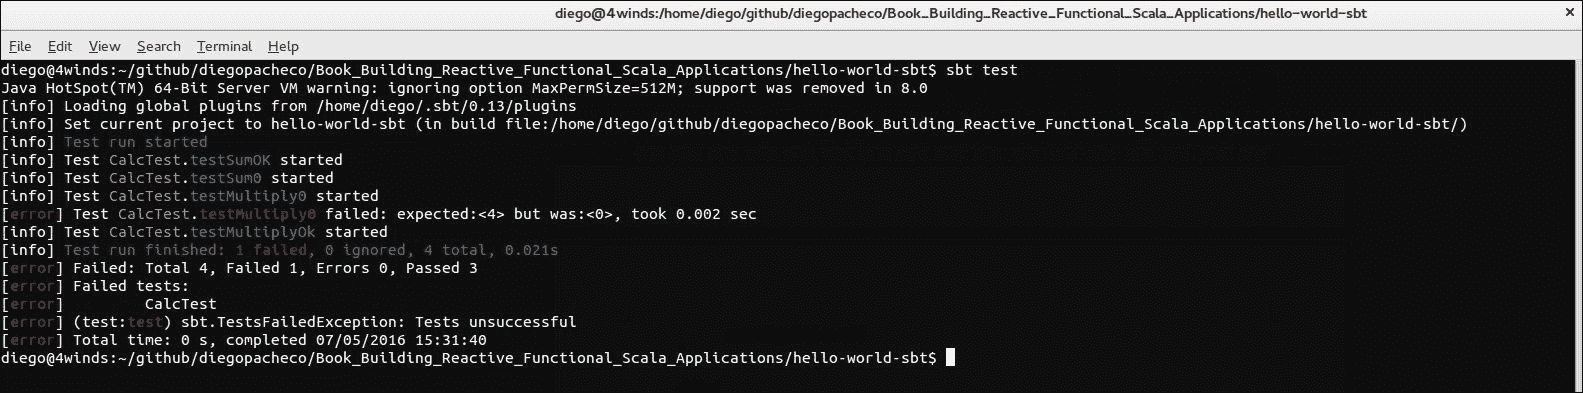 diego@4winds:/home/diego/github/diegopacheco/Book_Building_Reactive_Functional_Scala_Applications/hello-world-sbt ×
File Edit View Search Terminal Help
diego@4winds:~/github/diegopacheco/Book_Building_Reactive_Functional_Scala_Applications/hello-world-sbt$ sbt test
Java HotSpot(TM) 64-Bit Server VM warning: ignoring option MaxPermSize=512M; support was removed in 8.0
[info] Loading global plugins from /home/diego/.sbt/0.13/plugins
[info] Set current project to hello-world-sbt (in build file:/home/diego/github/diegopacheco/Book_Building_Reactive_Functional_Scala_Applications/hello-world-sbt/)
[info] Test run started
[info] Test CalcTest.testSumOK started
[info] Test CalcTest.testSum0 started
[info] Test CalcTest.testMultiply0 started
[error] Test CalcTest.testMultiply0 failed: expected:<4> but was:<0>, took 0.002 sec
[info] Test CalcTest.testMultiplyOk started
[info] Test run finished: 1 failed, 0 ignored, 4 total, 0.021s
[error] Failed: Total 4, Failed 1, Errors 0, Passed 3
[error] Failed tests:
[error]         CalcTest
[error] (test:test) sbt.TestsFailedException: Tests unsuccessful
[error] Total time: 0 s, completed 07/05/2016 15:31:40
diego@4winds:~/github/diegopacheco/Book_Building_Reactive_Functional_Scala_Applications/hello-world-sbt$